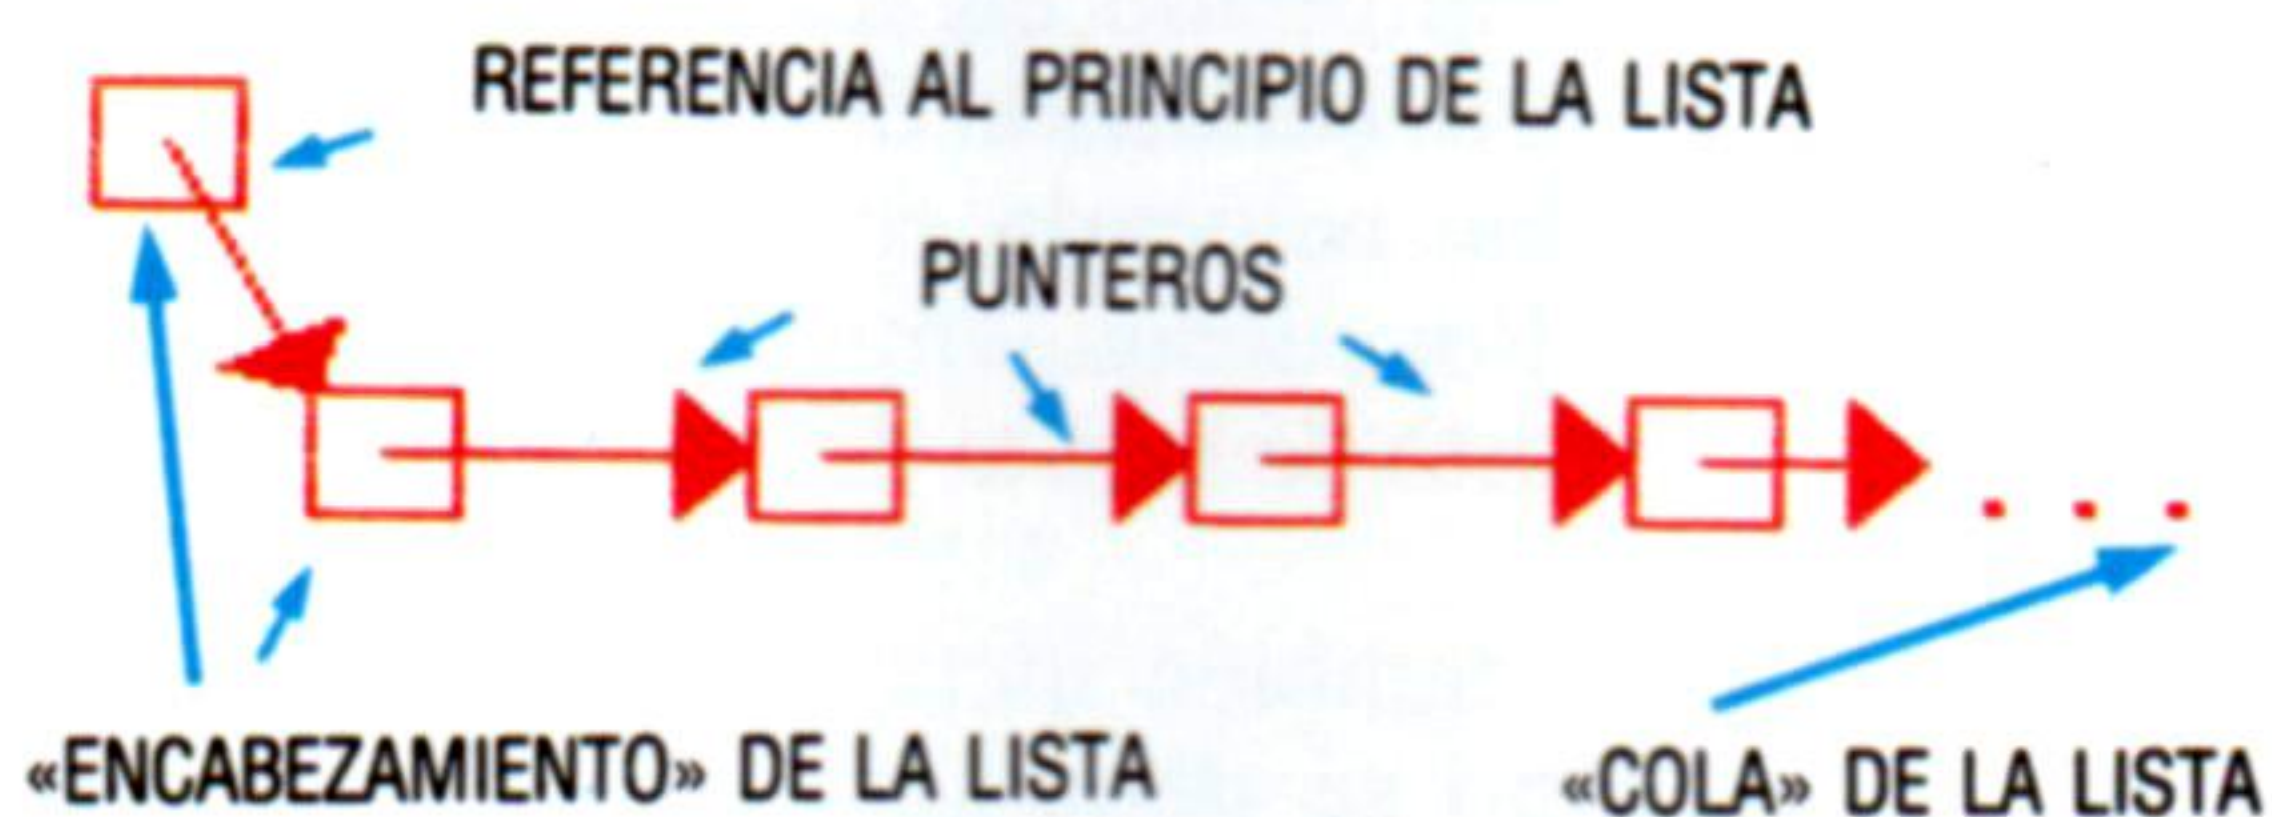 REFERENCIA AL PRINCIPIO DE LA LISTA
PUNTEROS
«ENCABEZAMIENTO» DE LA LISTA
«COLA» DE LA LISTA